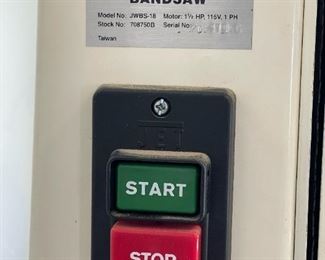 BANDSAW
Model No: JWBS-18 Motor: 1½ HP, 115V, 1 PH
Stock No: 708750B Serial No:
Taiwan
JET
START
STOP